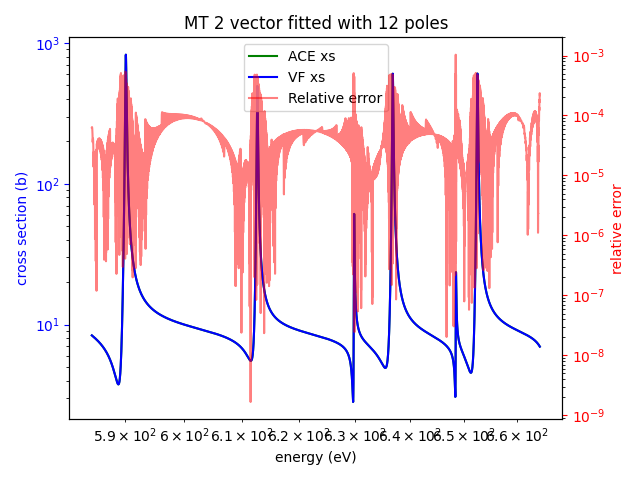 MT 2 vector fitted with 12 poles
ACE xs
VF xs
Relative error
cross section (b)
10³
10²
10¹
relative error
10⁻³
10⁻⁴
10⁻⁵
10⁻⁶
10⁻⁷
10⁻⁸
10⁻⁹
5.9 × 10² 6 × 10² 6.1 × 10² 6.2 × 10² 6.3 × 10² 6.4 × 10² 6.5 × 10² 6.6 × 10²
energy (eV)